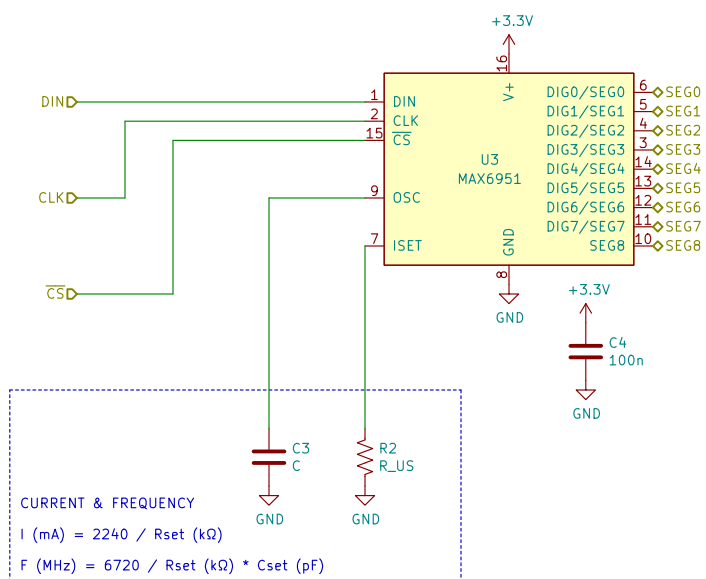 +3.3V
16
V+
DIN
1
DIN
2
CLK
15
CS
CLK
9
OSC
7
ISET
CS
U3
MAX6951
DIG0/SEG0
6
SEG0
DIG1/SEG1
5
SEG1
DIG2/SEG2
4
SEG2
DIG3/SEG3
3
SEG3
DIG4/SEG4
14
SEG4
DIG5/SEG5
13
SEG5
DIG6/SEG6
12
SEG6
DIG7/SEG7
11
SEG7
SEG8
10
SEG8
GND
8
GND
+3.3V
C4
100n
GND
C3
C
GND
R2
R_US
GND
CURRENT & FREQUENCY
I (mA) = 2240 / Rset (kΩ)
F (MHz) = 6720 / Rset (kΩ) * Cset (pF)